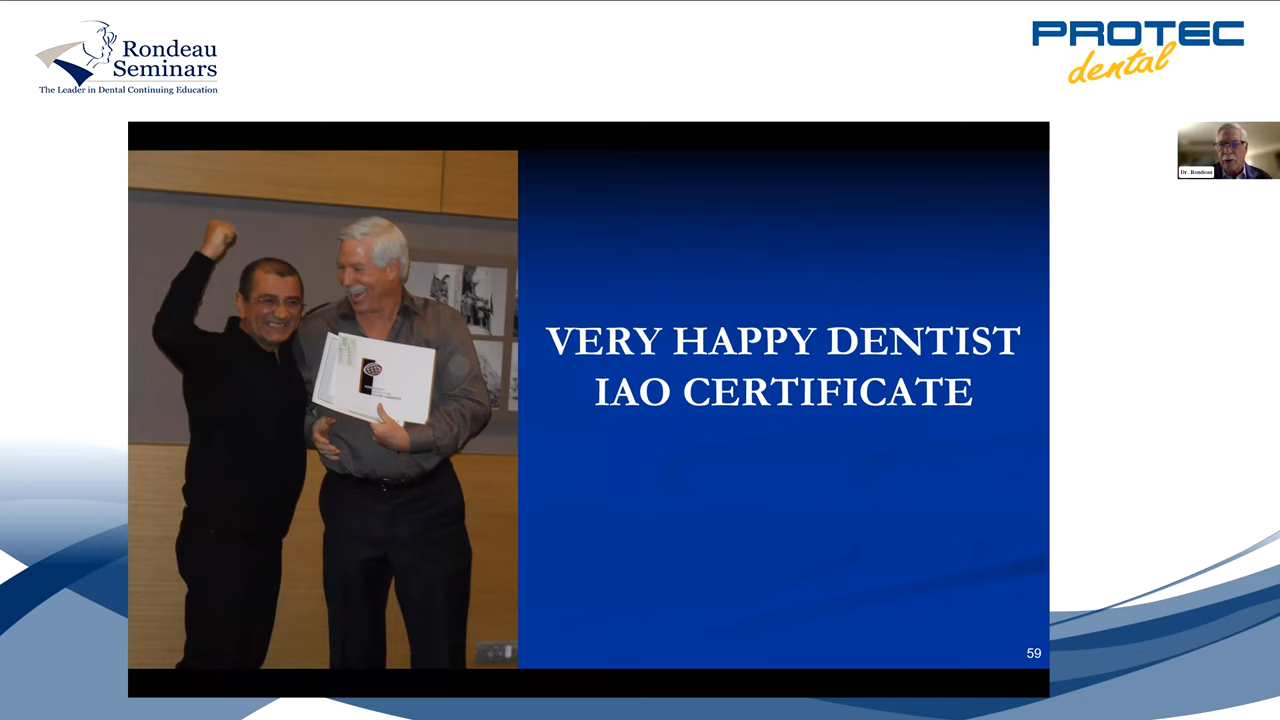 Rondeau
Seminars
The Leader in Dental Continuing Education
PROTEC
dental
Dr. Rondeau
VERY HAPPY DENTIST
IAO CERTIFICATE
59